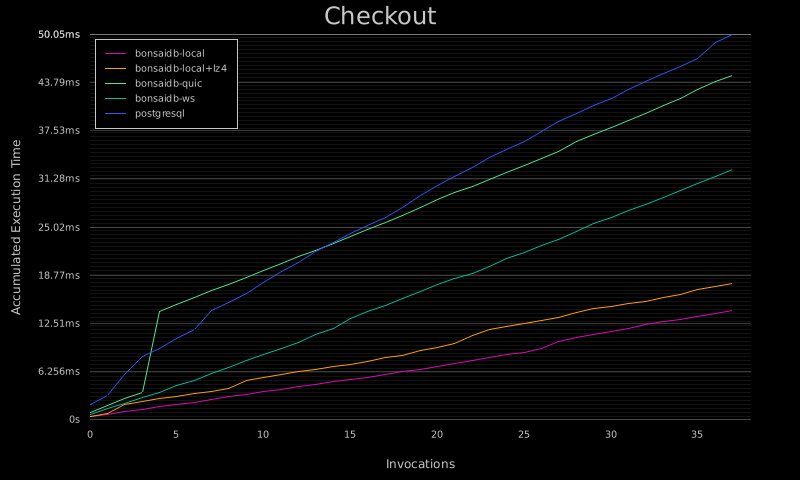 Checkout
50.05ms
43.79ms
37.53ms
31.28ms
25.02ms
18.77ms
12.51ms
6.256ms
0s
Accumulated Execution Time
bonsaidb-local
bonsaidb-local+lz4
bonsaidb-quic
bonsaidb-ws
postgresql
0 5 10 15 20 25 30 35
Invocations